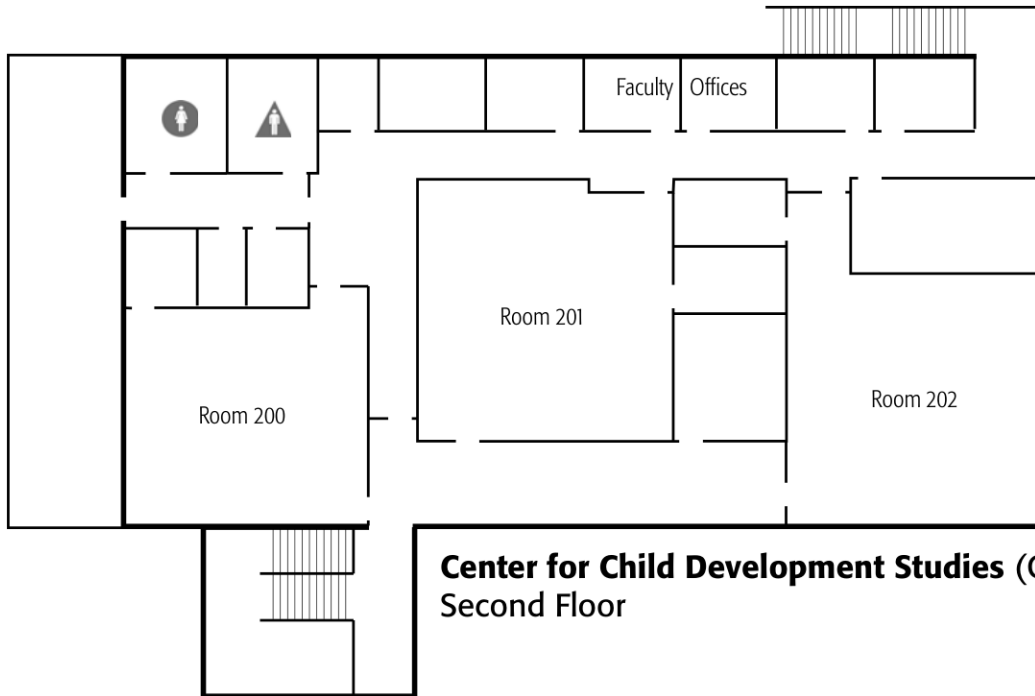 Faculty Offices
Room 201
Room 202
Room 200
Center for Child Development Studies (
Second Floor